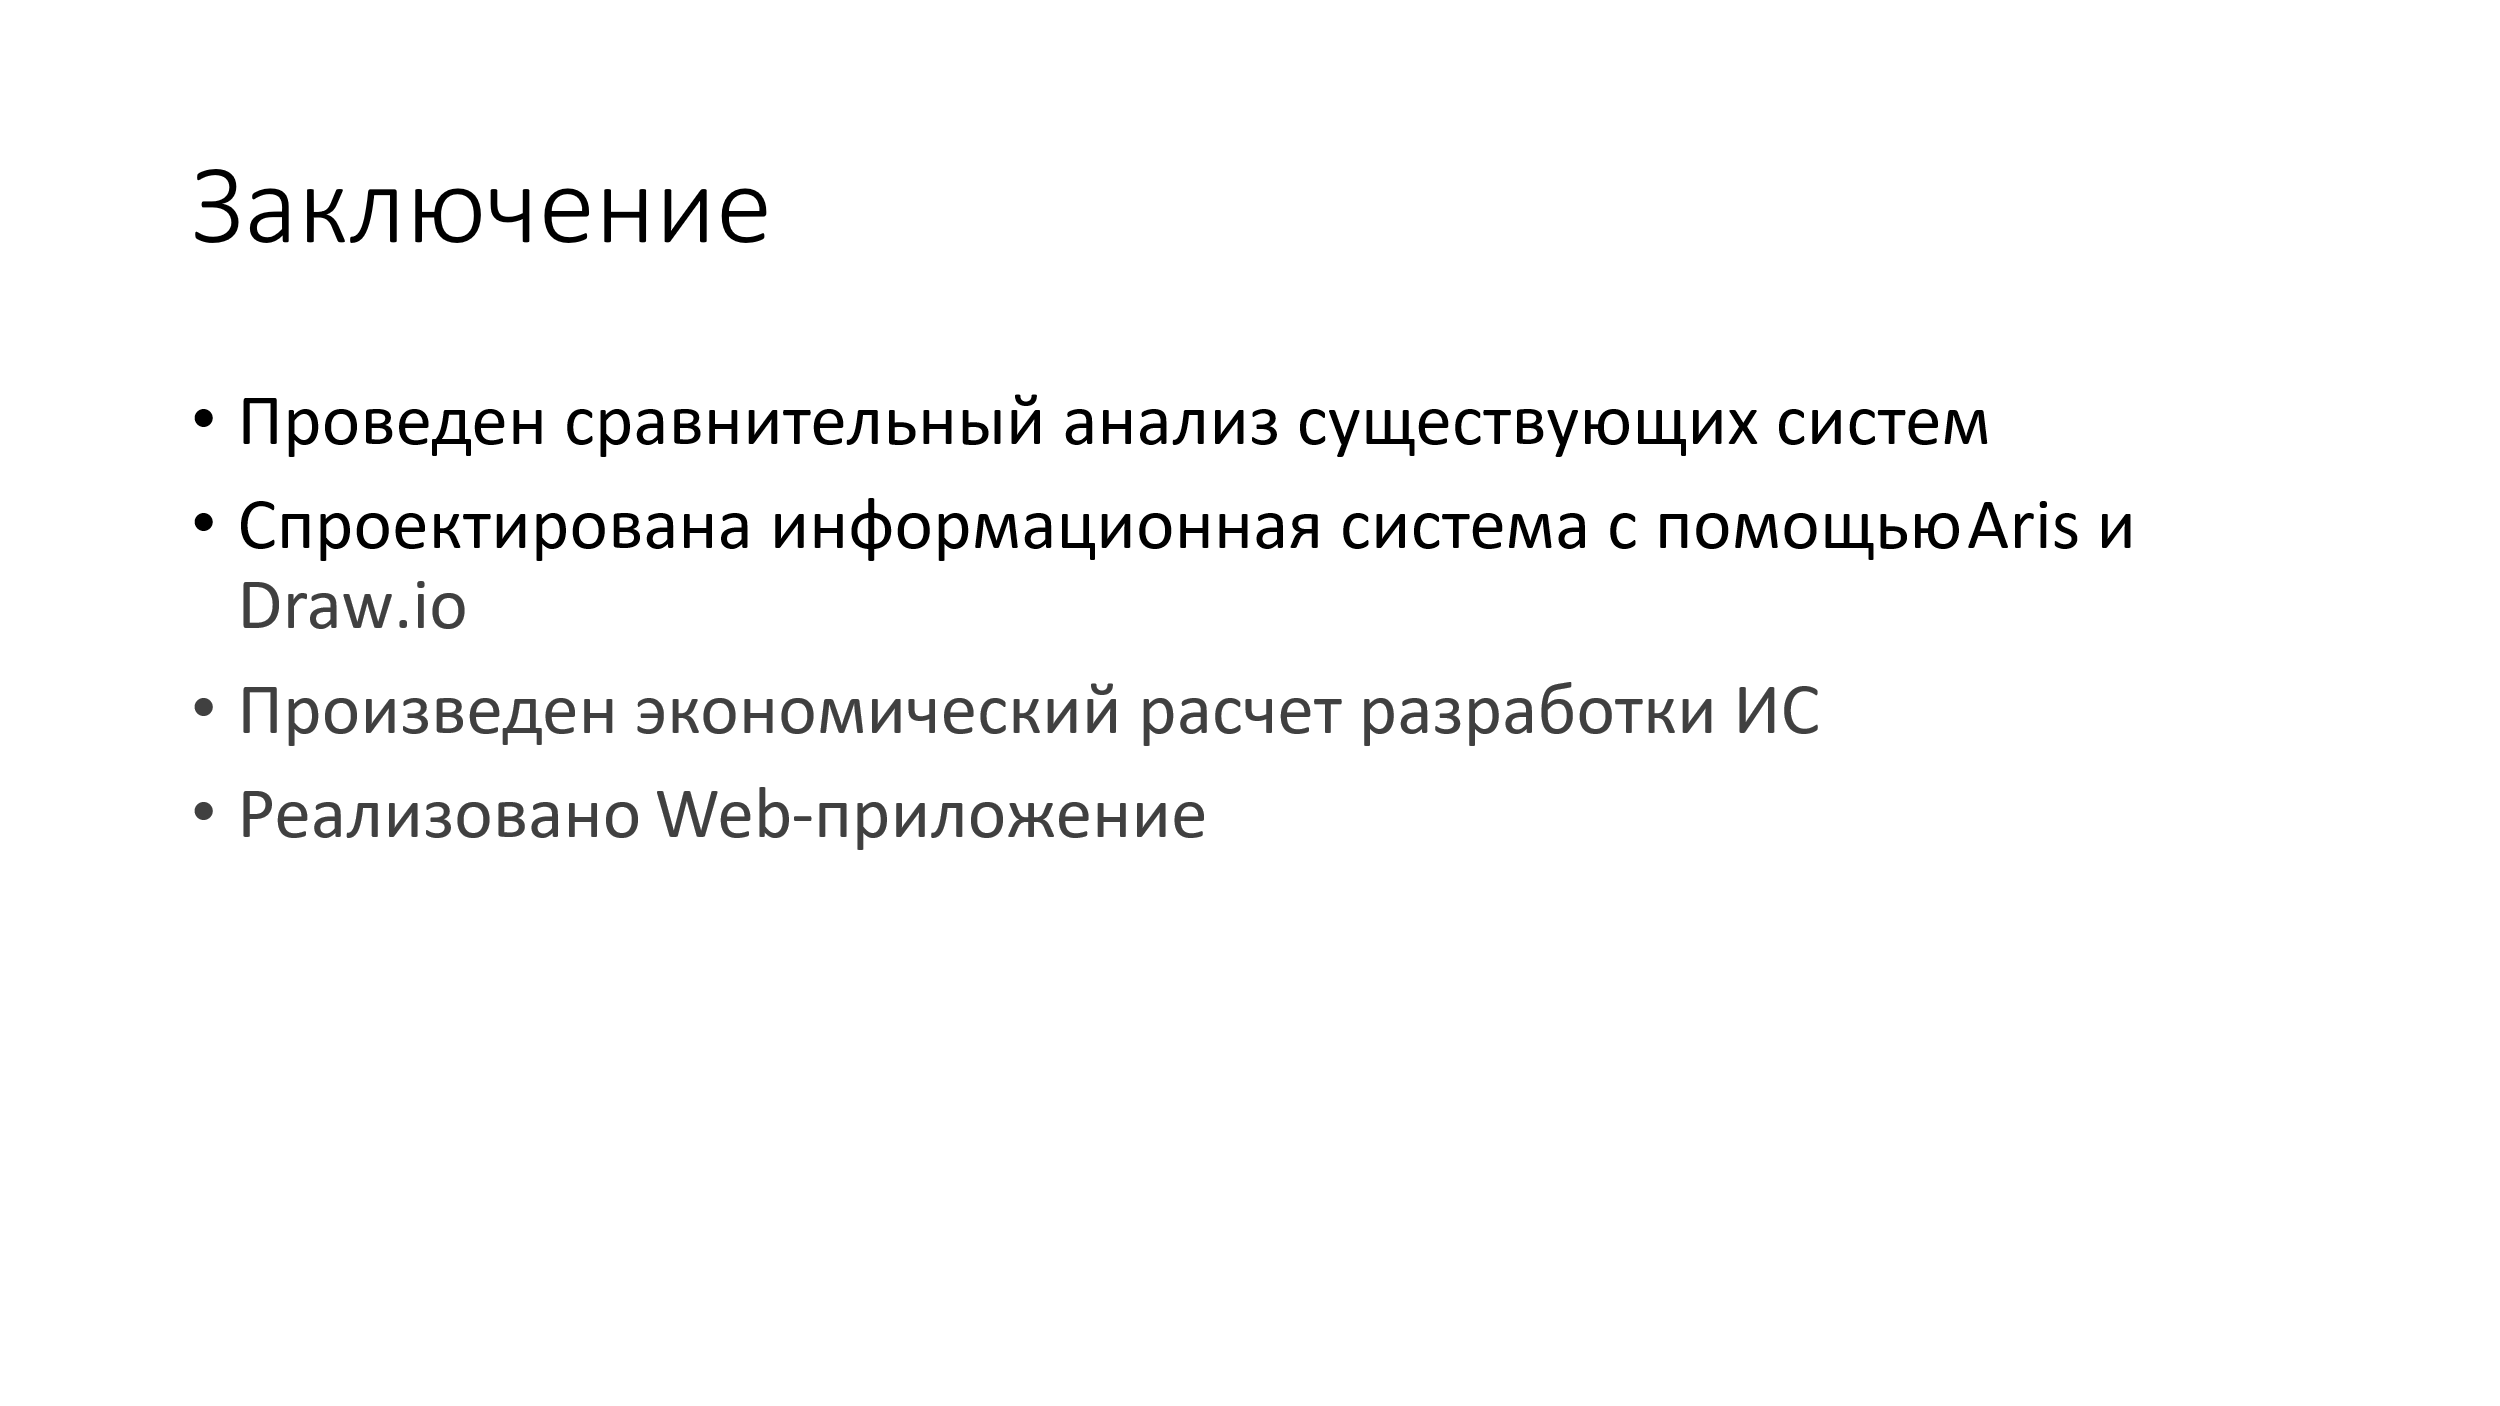 Заключение
• Проведен сравнительный анализ существующих систем
• Спроектирована информационная система с помощьюAris и
Draw.io
• Произведен экономический расчет разработки ИС
• Реализовано Web-приложение